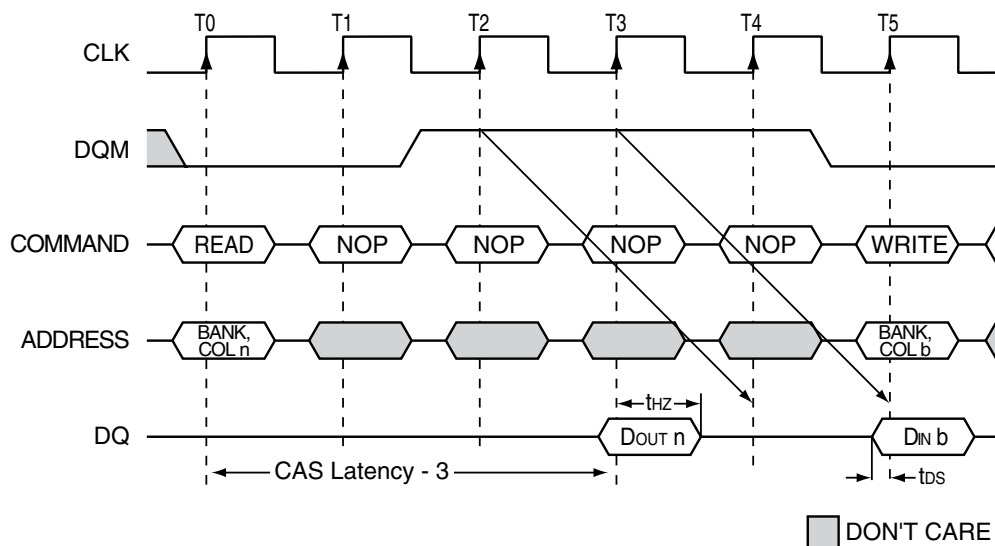 T0 T1 T2 T3 T4 T5
CLK
DQM
COMMAND READ NOP NOP NOP NOP WRITE
ADDRESS BANK, COL n BANK, COL b
tHZ
DQ DOUT n DIN b
CAS Latency - 3 tDS
DON'T CARE